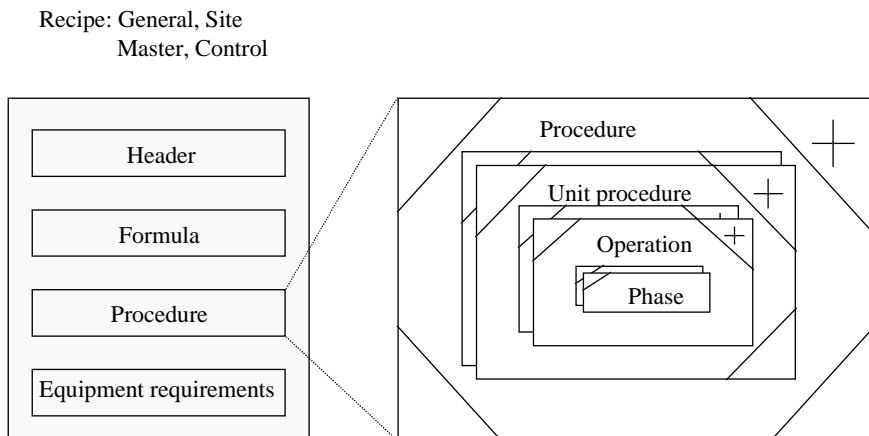 Recipe: General, Site
Master, Control
Header
Formula
Procedure
Equipment requirements
Procedure
Unit procedure
Operation
Phase